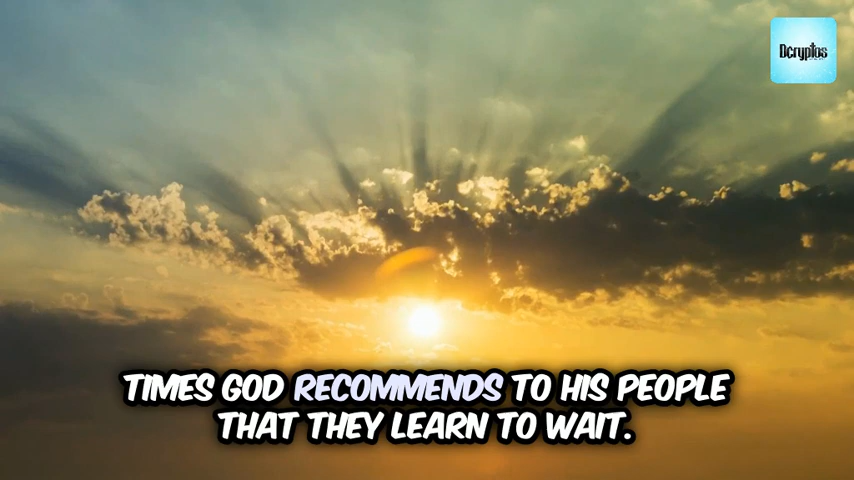 Dcryptos
TIMES GOD RECOMMENDS TO HIS PEOPLE
THAT THEY LEARN TO WAIT.